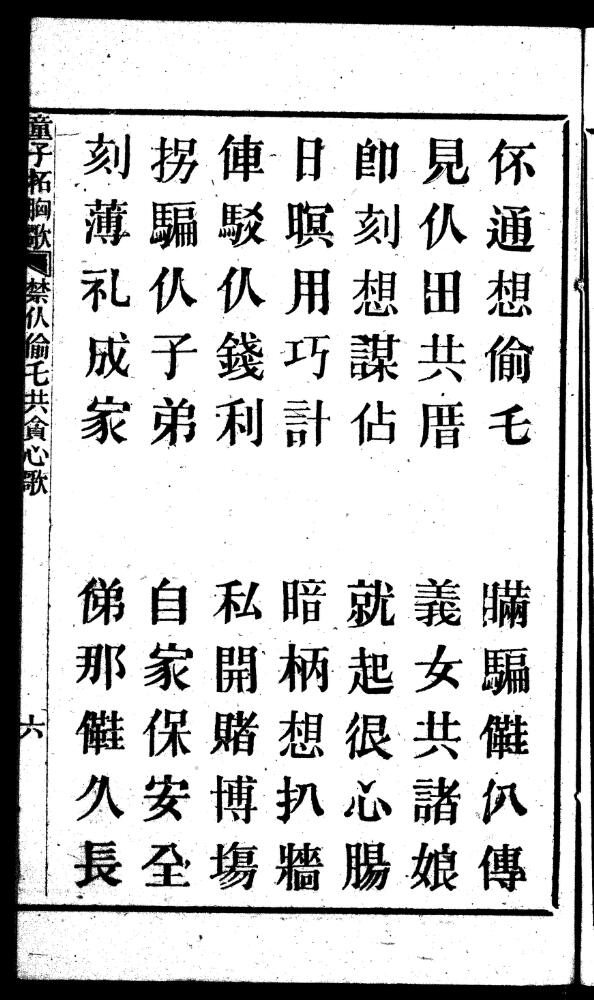 伓通想偷乇　瞞騙𠆧仈傳
見仈田共厝　義女共諸娘
即刻想謀佔　就起很心腸
日暝用巧計　暗柄想扒牆
俥駁仈錢利　私開賭博塲
拐騙仈子弟　自家保安全
刻薄礼成家　俤那𠆧久長
童子拓胸歌　禁仈偷乇共貪心歌　六